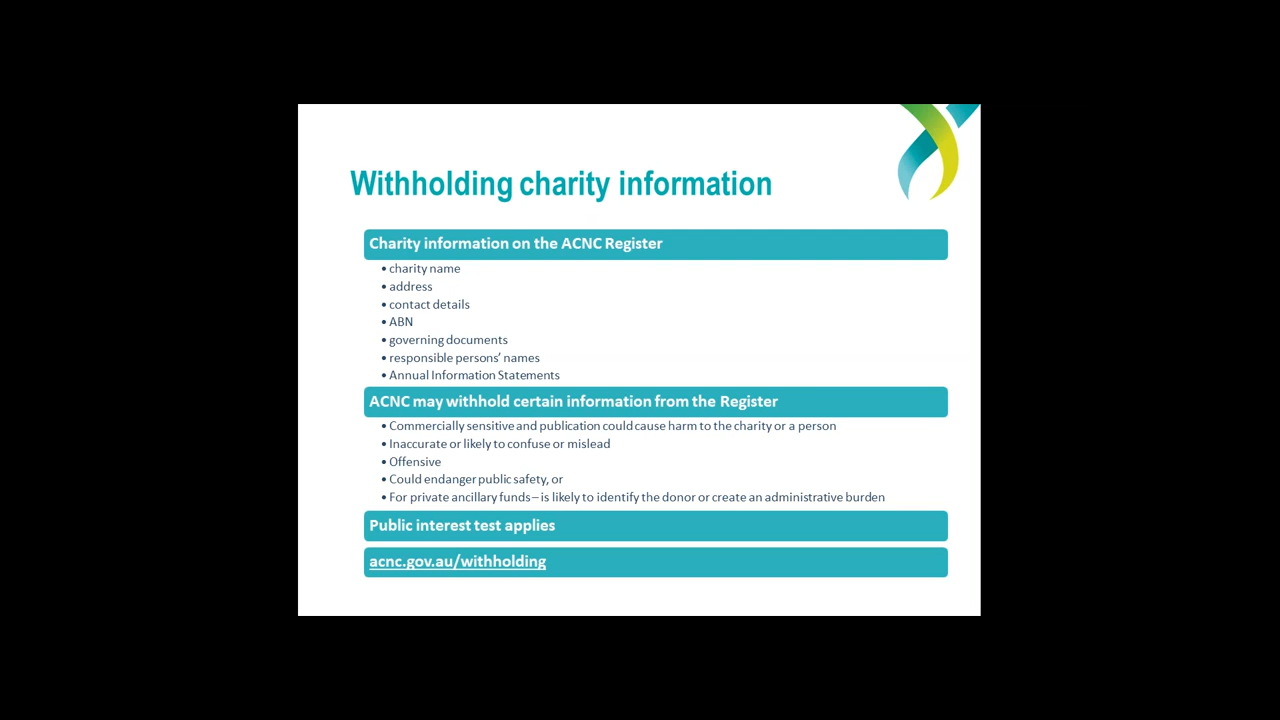 Withholding charity information
Charity information on the ACNC Register
• charity name
• address
• contact details
• ABN
• governing documents
• responsible persons’ names
• Annual Information Statements
ACNC may withhold certain information from the Register
• Commercially sensitive and publication could cause harm to the charity or a person
• Inaccurate or likely to confuse or mislead
• Offensive
• Could endanger public safety, or
• For private ancillary funds – is likely to identify the donor or create an administrative burden
Public interest test applies
acnc.gov.au/withholding